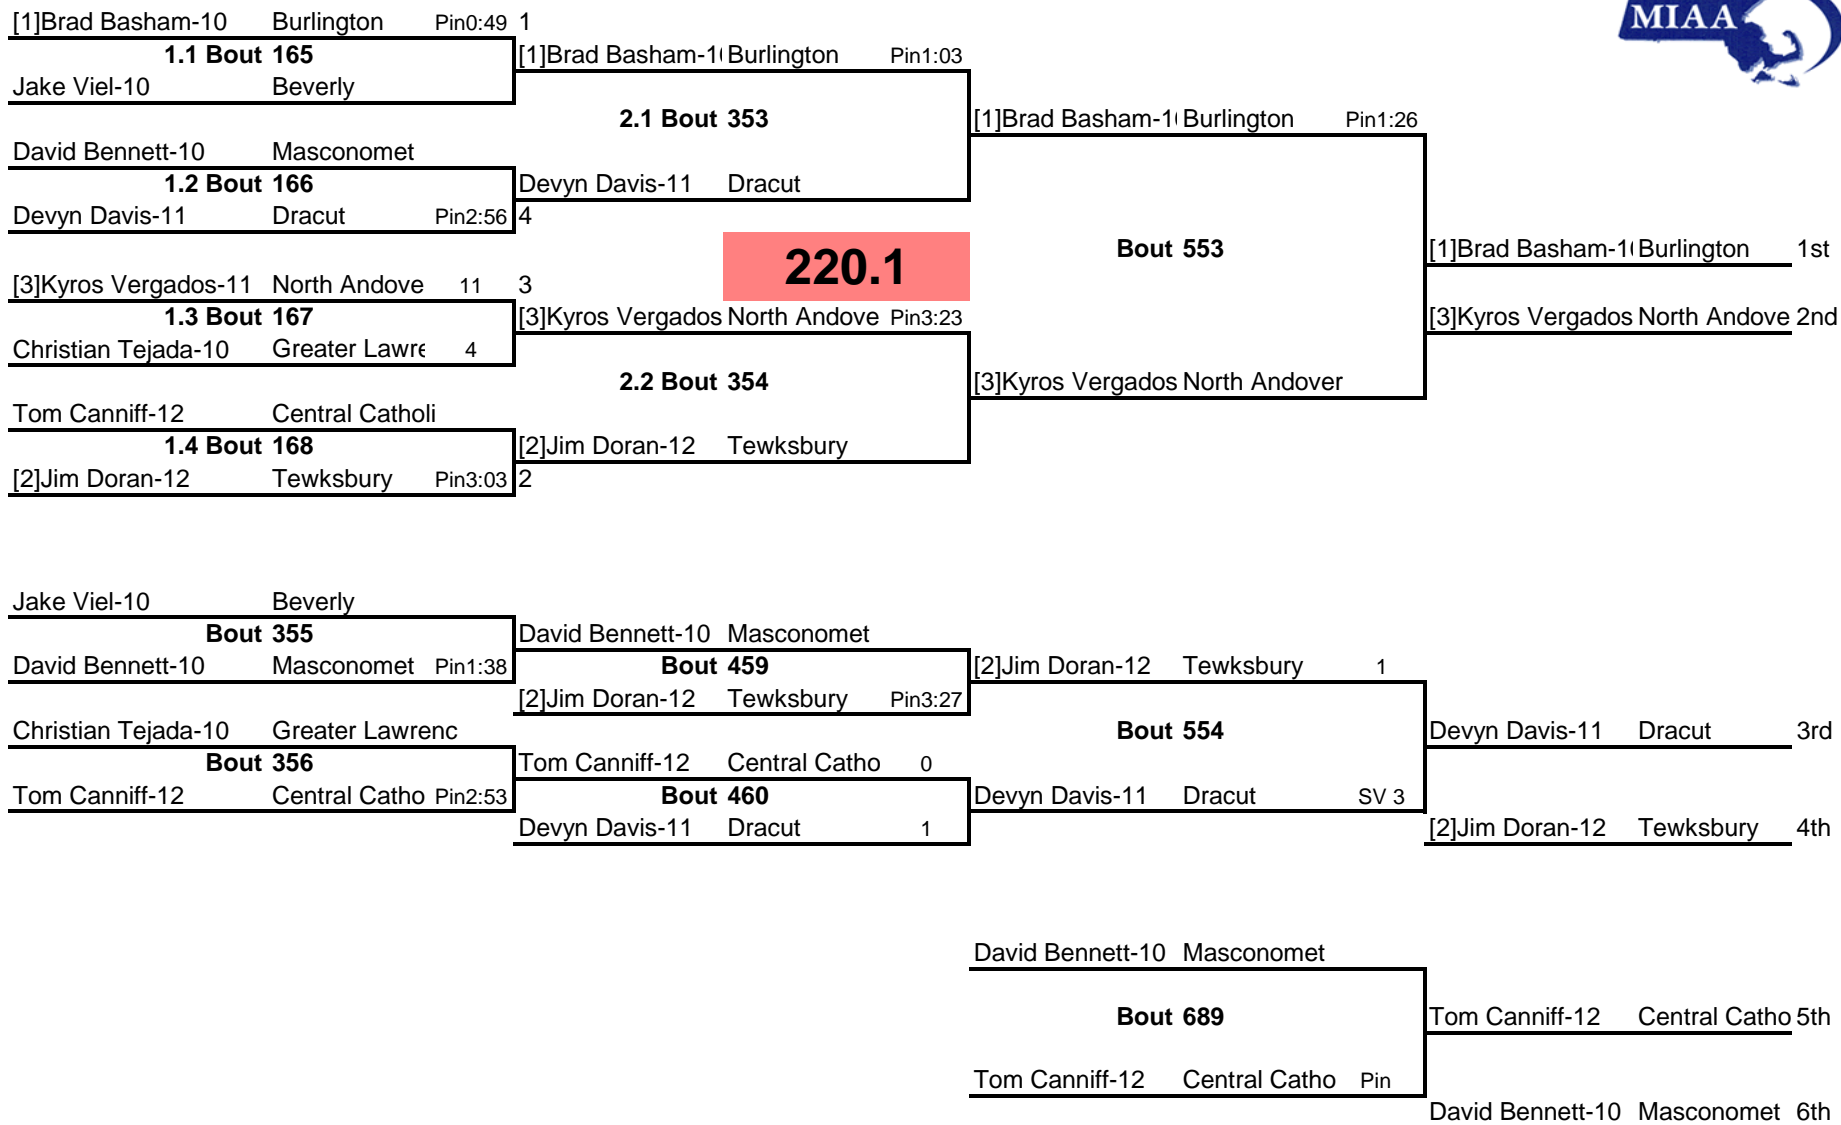 MIAA
[1]Brad Basham-10 Burlington Pin0:49 1
1.1 Bout 165
[1]Brad Basham-1 Burlington Pin1:03
Jake Viel-10 Beverly
2.1 Bout 353
[1]Brad Basham-1 Burlington Pin1:26
David Bennett-10 Masconomet
1.2 Bout 166
Devyn Davis-11 Dracut
Devyn Davis-11 Dracut Pin2:56 4
220.1
Bout 553
[1]Brad Basham-1 Burlington 1st
[3]Kyros Vergados-11 North Andove 11 3
1.3 Bout 167
[3]Kyros Vergados North Andove Pin3:23
[3]Kyros Vergados North Andove 2nd
Christian Tejada-10 Greater Lawre 4
2.2 Bout 354
[3]Kyros Vergados North Andover
Tom Canniff-12 Central Catholi
1.4 Bout 168
[2]Jim Doran-12 Tewksbury
[2]Jim Doran-12 Tewksbury Pin3:03 2
Jake Viel-10 Beverly
Bout 355
David Bennett-10 Masconomet
David Bennett-10 Masconomet Pin1:38
Bout 459
[2]Jim Doran-12 Tewksbury 1
[2]Jim Doran-12 Tewksbury Pin3:27
Christian Tejada-10 Greater Lawrenc
Bout 554
Devyn Davis-11 Dracut 3rd
Bout 356
Tom Canniff-12 Central Catho 0
Tom Canniff-12 Central Catho Pin2:53
Bout 460
Devyn Davis-11 Dracut SV 3
Devyn Davis-11 Dracut 1
[2]Jim Doran-12 Tewksbury 4th
David Bennett-10 Masconomet
Bout 689
Tom Canniff-12 Central Catho 5th
Tom Canniff-12 Central Catho Pin
David Bennett-10 Masconomet 6th